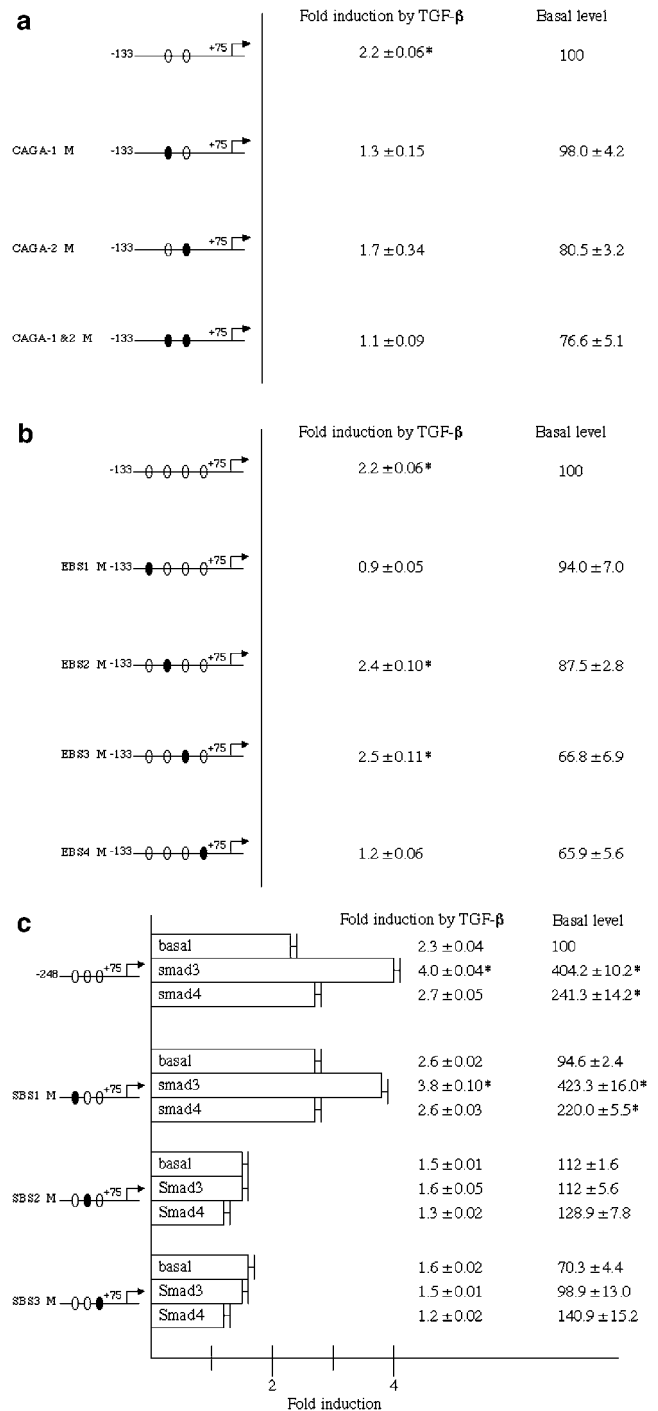 a
Fold induction by TGF-β Basal level
-133 +75 2.2 ±0.06* 100
CAGA-1 M -133 +75 1.3 ±0.15 98.0 ±4.2
CAGA-2 M -133 +75 1.7 ±0.34 80.5 ±3.2
CAGA-1 &2 M -133 +75 1.1 ±0.09 76.6 ±5.1
b
Fold induction by TGF-β Basal level
-133 +75 2.2 ±0.06* 100
EBS1 M -133 +75 0.9 ±0.05 94.0 ±7.0
EBS2 M -133 +75 2.4 ±0.10* 87.5 ±2.8
EBS3 M -133 +75 2.5 ±0.11* 66.8 ±6.9
EBS4 M -133 +75 1.2 ±0.06 65.9 ±5.6
c
Fold induction by TGF-β Basal level
basal 2.3 ±0.04 100
-248 +75 smad3 4.0 ±0.04* 404.2 ±10.2*
smad4 2.7 ±0.05 241.3 ±14.2*
basal 2.6 ±0.02 94.6 ±2.4
SBS1 M +75 smad3 3.8 ±0.10* 423.3 ±16.0*
smad4 2.6 ±0.03 220.0 ±5.5*
basal 1.5 ±0.01 112 ±1.6
SBS2 M +75 Smad3 1.6 ±0.05 112 ±5.6
Smad4 1.3 ±0.02 128.9 ±7.8
basal 1.6 ±0.02 70.3 ±4.4
SBS3 M +75 Smad3 1.5 ±0.01 98.9 ±13.0
Smad4 1.2 ±0.02 140.9 ±15.2
2 4
Fold induction